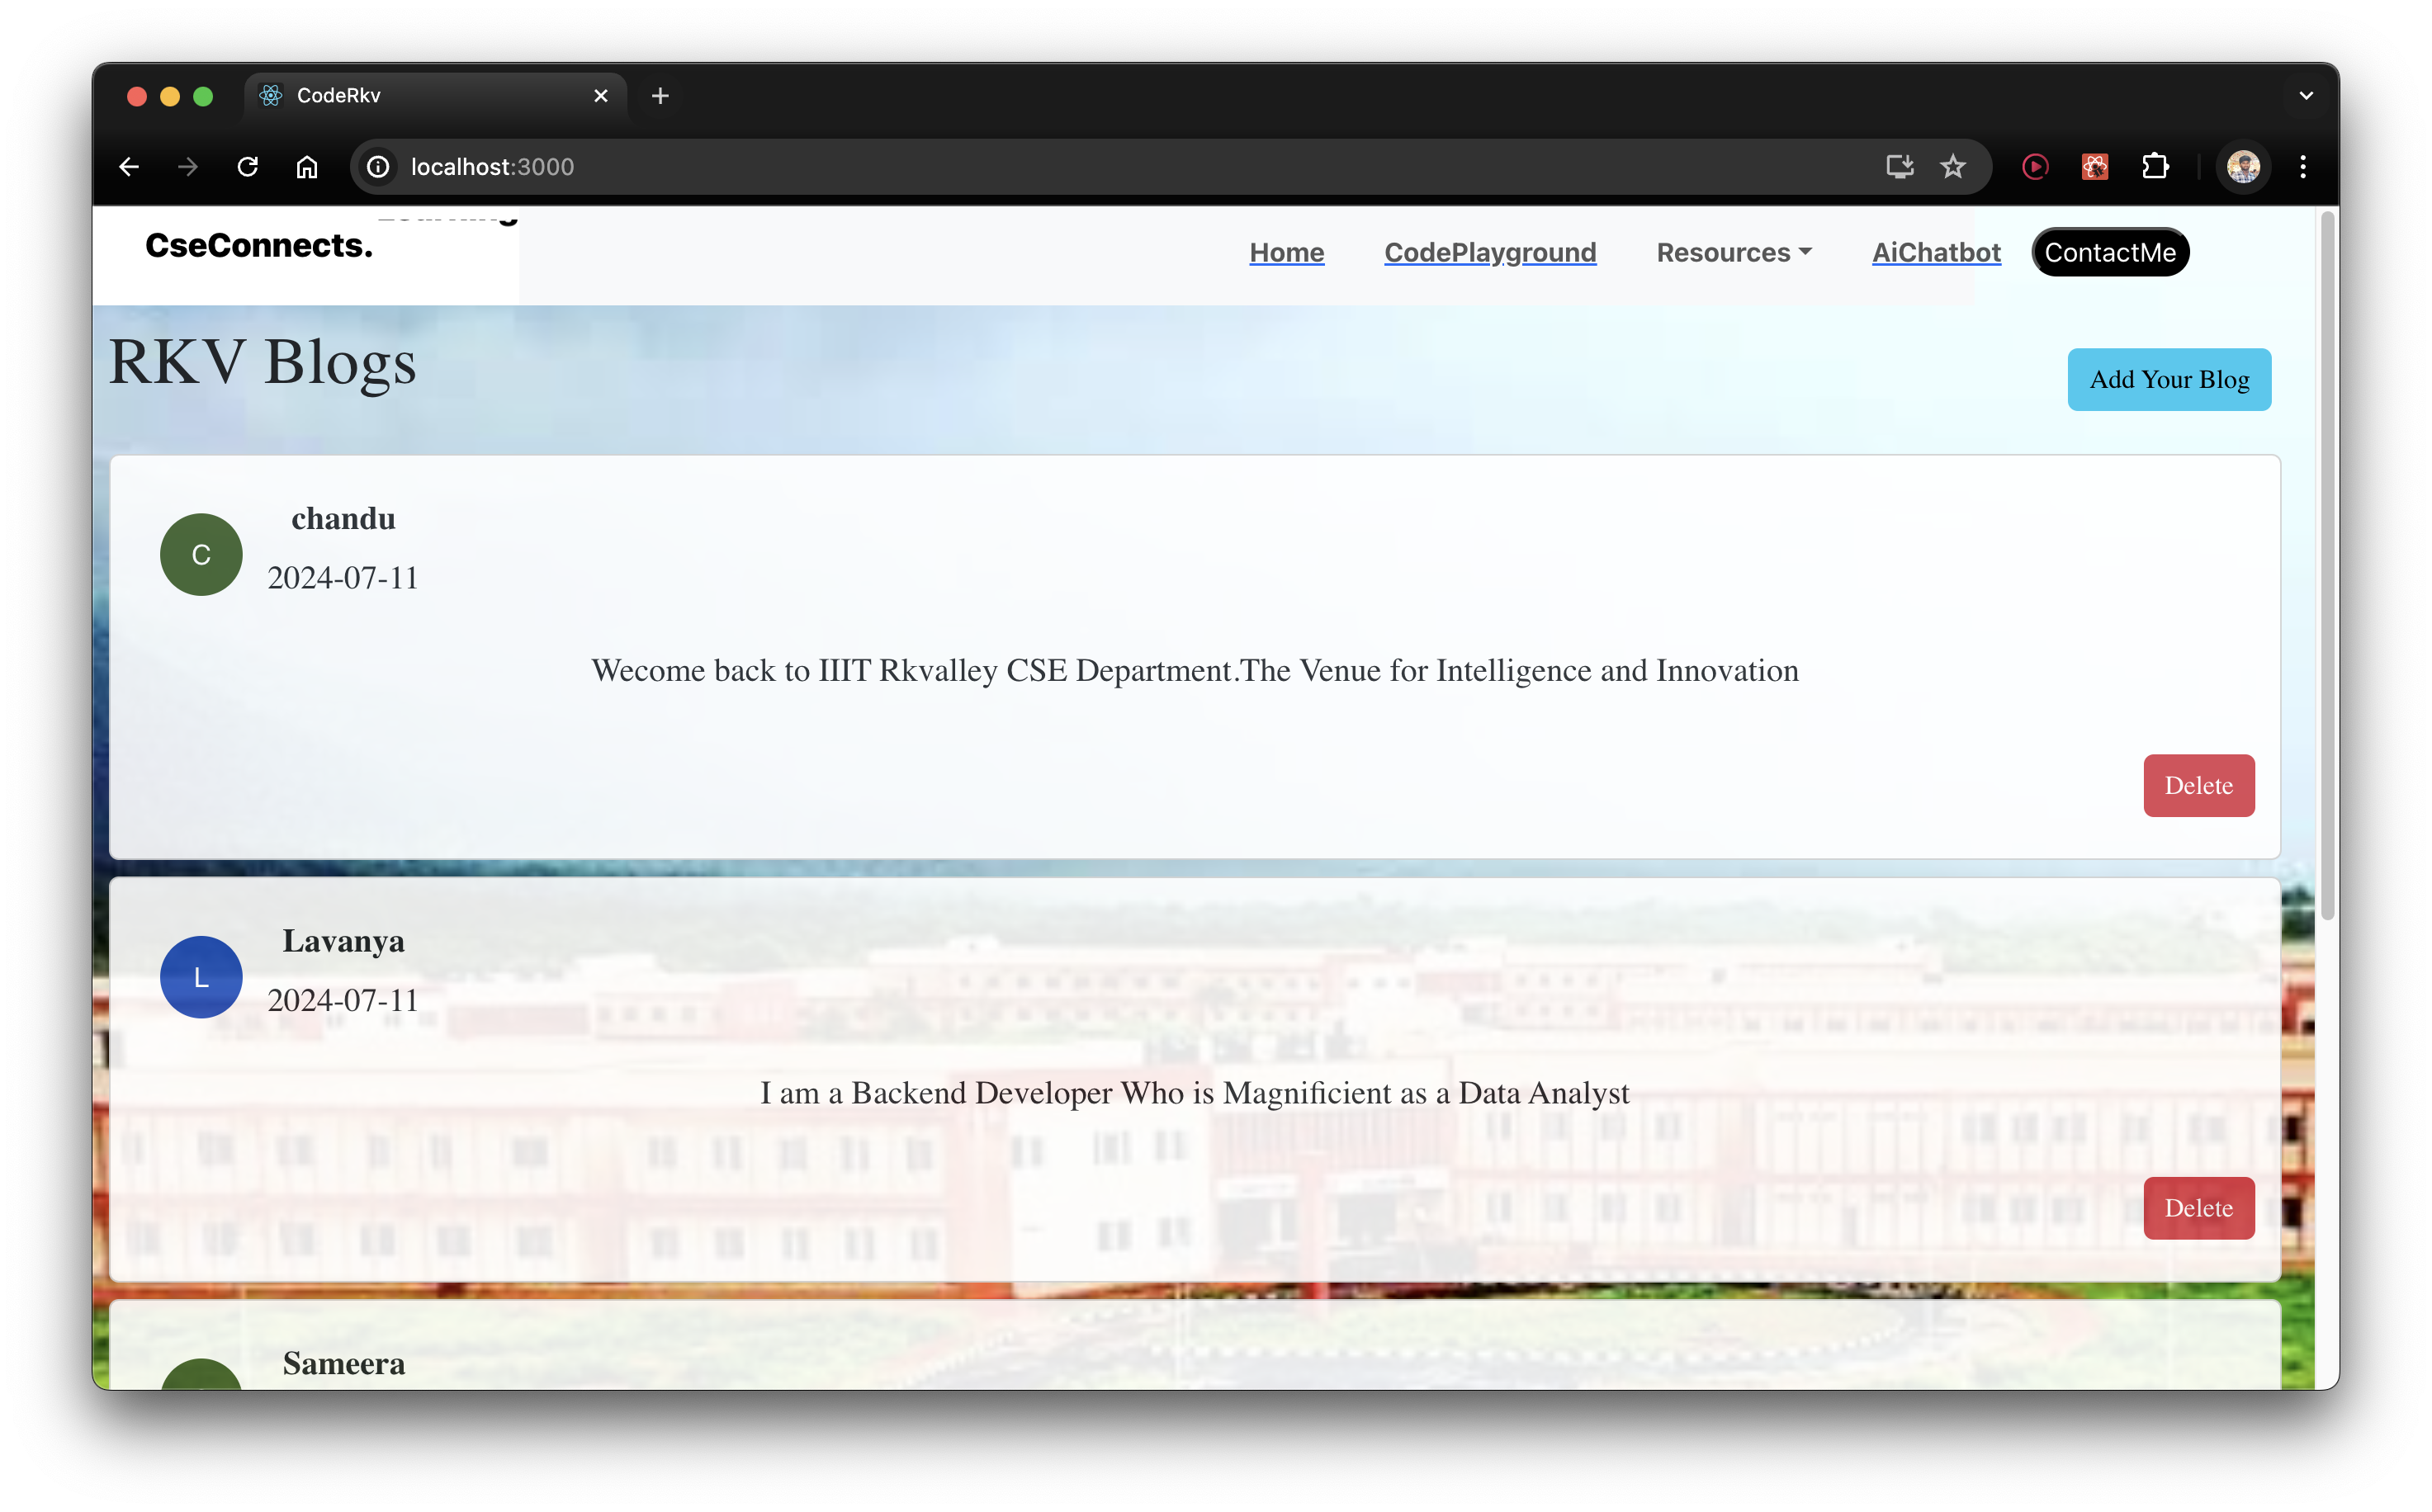 CodeRkv
localhost:3000
CseConnects.
Home CodePlayground Resources AiChatbot ContactMe
RKV Blogs
Add Your Blog
chandu
C
2024-07-11
Wecome back to IIIT Rkvalley CSE Department.The Venue for Intelligence and Innovation
Delete
Lavanya
L
2024-07-11
I am a Backend Developer Who is Magnificient as a Data Analyst
Delete
Sameera